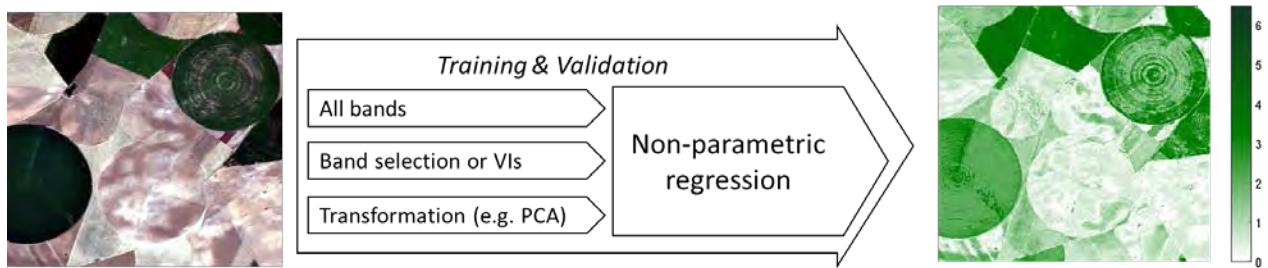 Training & Validation
All bands
Band selection or VIs
Transformation (e.g. PCA)
Non-parametric
regression
6
5
4
3
2
1
0